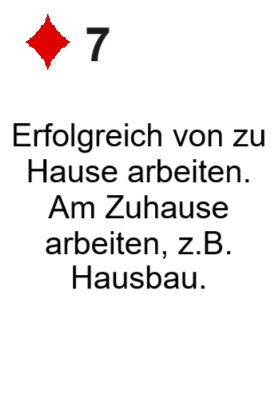 7
Erfolgreich von zu
Hause arbeiten.
Am Zuhause
arbeiten, z.B.
Hausbau.